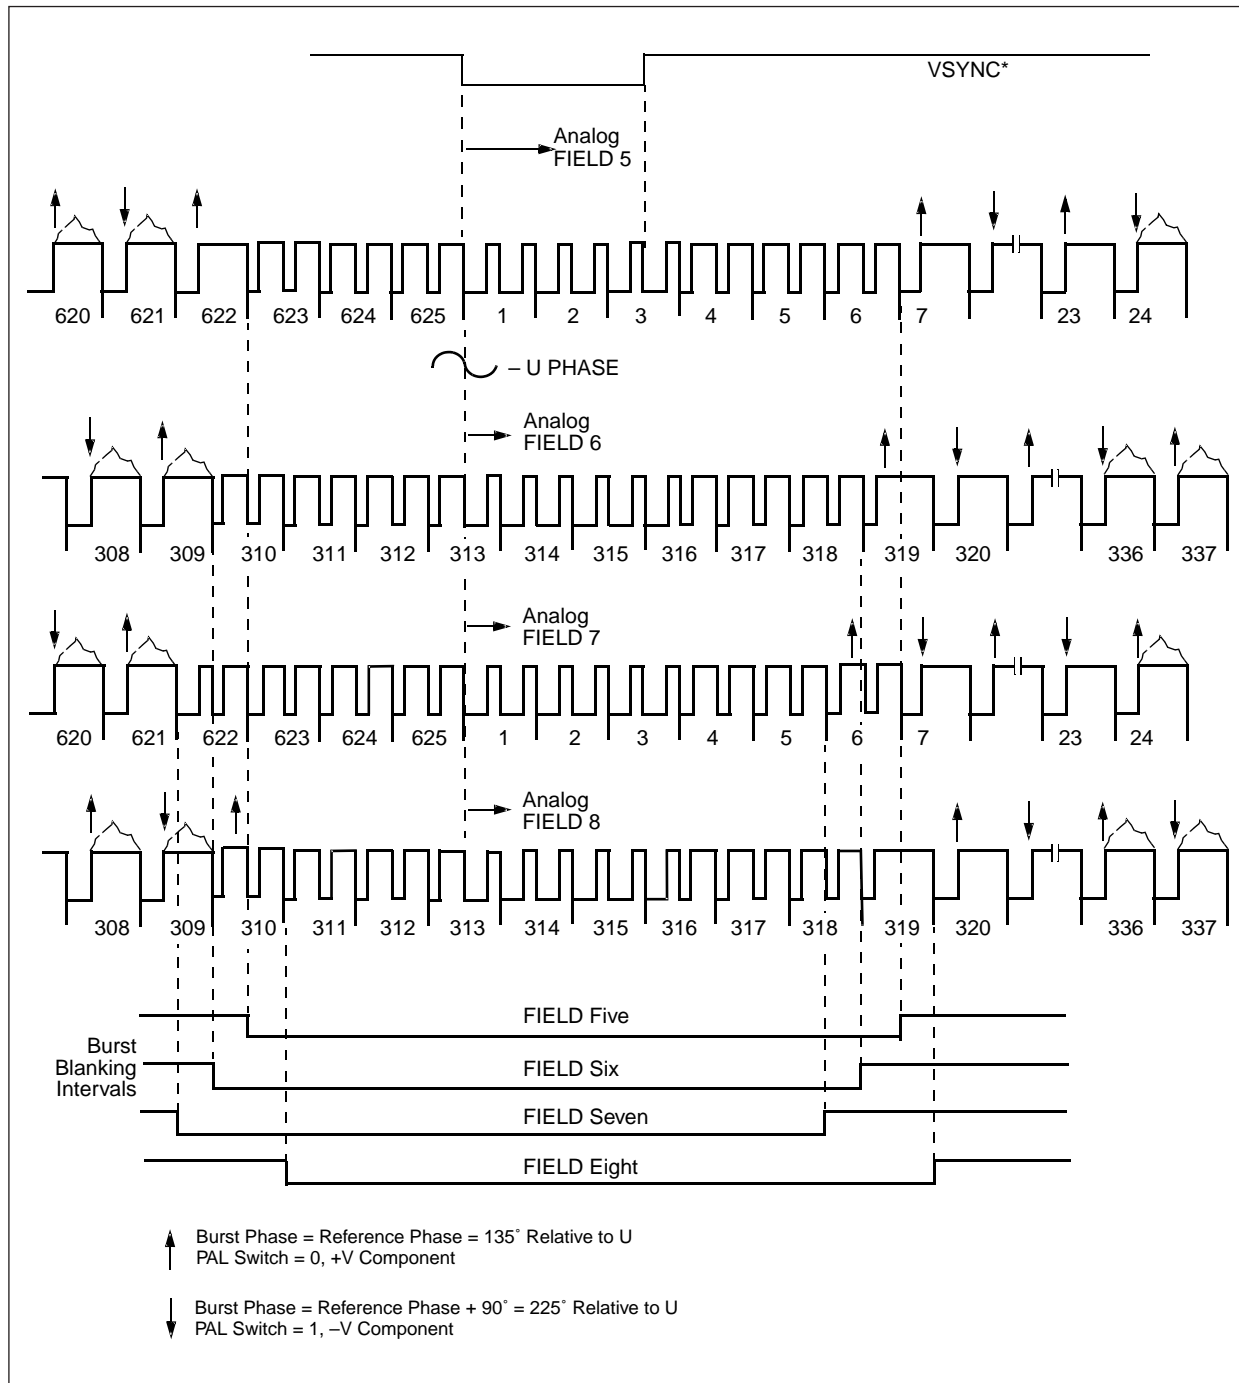 VSYNC*
Analog
FIELD 5
620 621 622 623 624 625 1 2 3 4 5 6 7 23 24
– U PHASE
Analog
FIELD 6
308 309 310 311 312 313 314 315 316 317 318 319 320 336 337
Analog
FIELD 7
620 621 622 623 624 625 1 2 3 4 5 6 7 23 24
Analog
FIELD 8
308 309 310 311 312 313 314 315 316 317 318 319 320 336 337
Burst
Blanking
Intervals
FIELD Five
FIELD Six
FIELD Seven
FIELD Eight
Burst Phase = Reference Phase = 135˚ Relative to U
PAL Switch = 0, +V Component
Burst Phase = Reference Phase + 90˚ = 225˚ Relative to U
PAL Switch = 1, –V Component